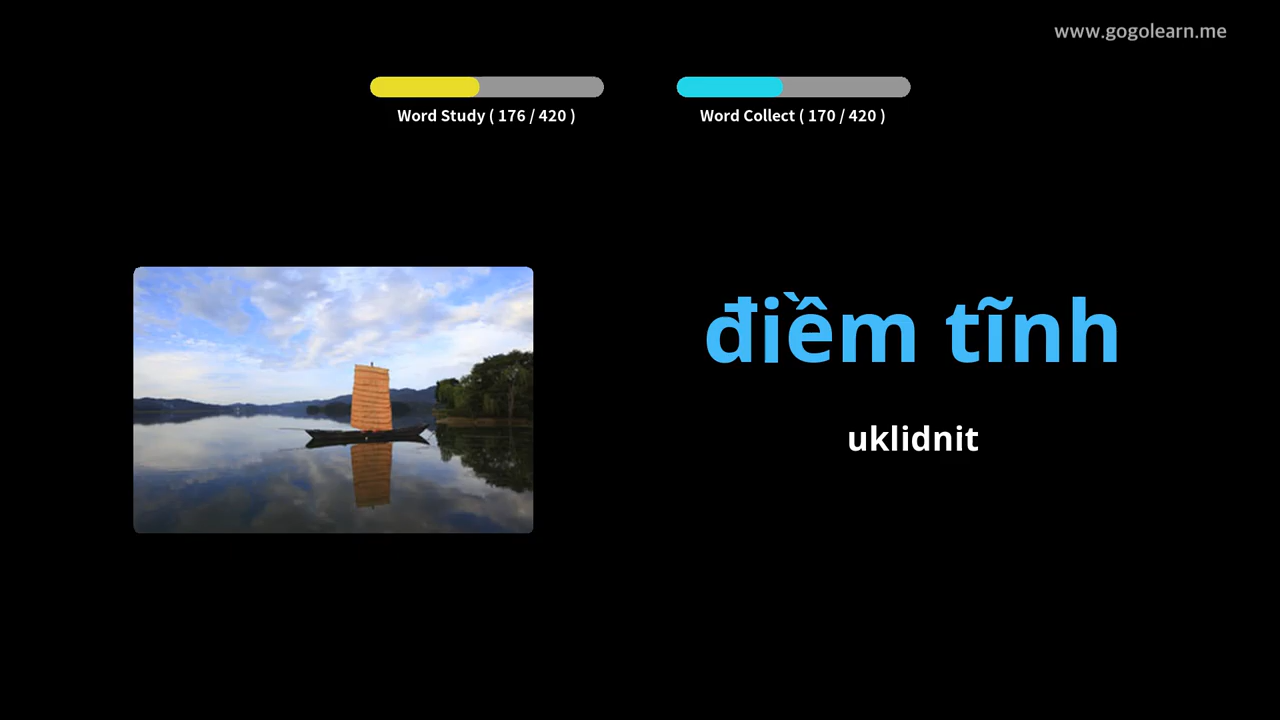 www.gogolearn.me
Word Study ( 176 / 420 )
Word Collect ( 170 / 420 )
điềm tĩnh
uklidnit